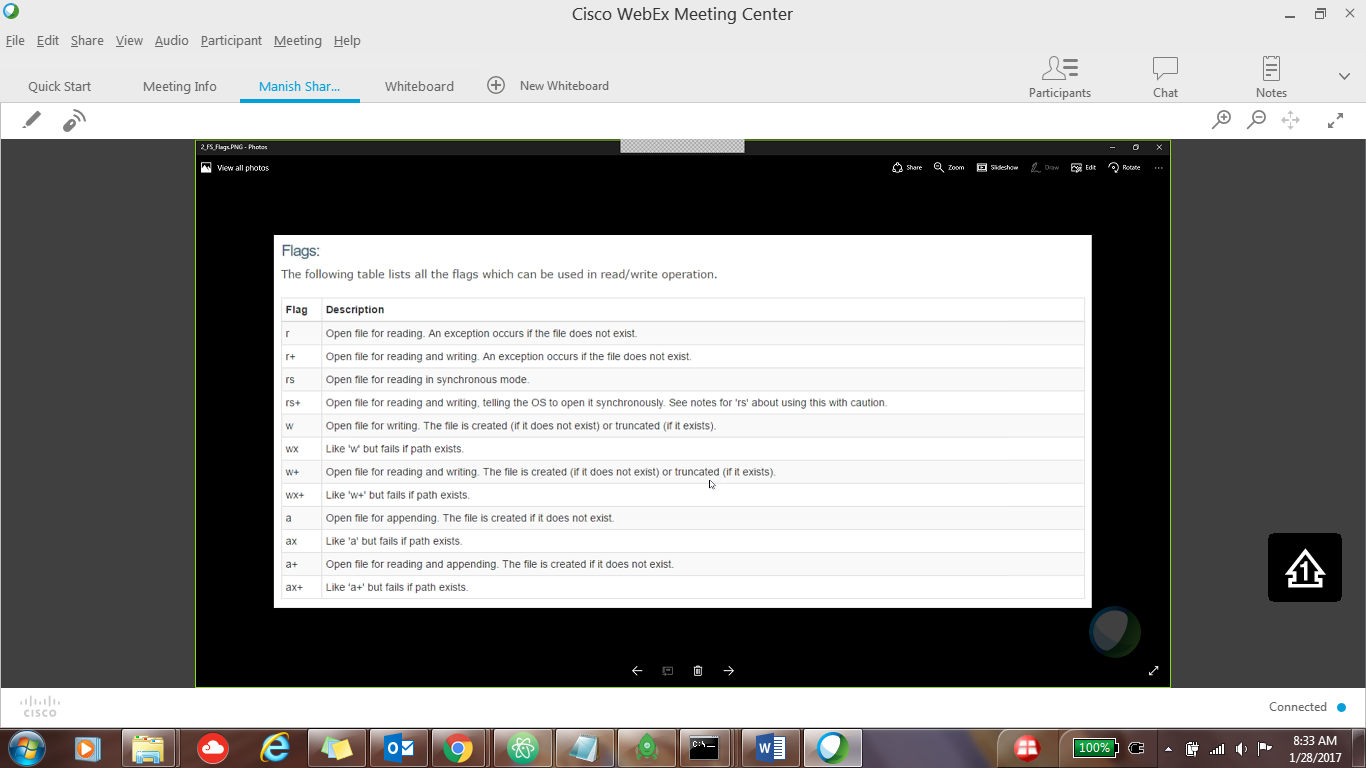 Cisco WebEx Meeting Center
File Edit Share View Audio Participant Meeting Help
Quick Start Meeting Info Manish Shar... Whiteboard New Whiteboard
Participants Chat Notes
2_FS_Flags.PNG - Photos
View all photos Share Zoom Slideshow Draw Edit Rotate
Flags:
The following table lists all the flags which can be used in read/write operation.
Flag Description
r Open file for reading. An exception occurs if the file does not exist.
r+ Open file for reading and writing. An exception occurs if the file does not exist.
rs Open file for reading in synchronous mode.
rs+ Open file for reading and writing, telling the OS to open it synchronously. See notes for 'rs' about using this with caution.
w Open file for writing. The file is created (if it does not exist) or truncated (if it exists).
wx Like 'w' but fails if path exists.
w+ Open file for reading and writing. The file is created (if it does not exist) or truncated (if it exists).
wx+ Like 'w+' but fails if path exists.
a Open file for appending. The file is created if it does not exist.
ax Like 'a' but fails if path exists.
a+ Open file for reading and appending. The file is created if it does not exist.
ax+ Like 'a+' but fails if path exists.
1
CISCO
Connected
C:\.
100%
8:33 AM
1/28/2017